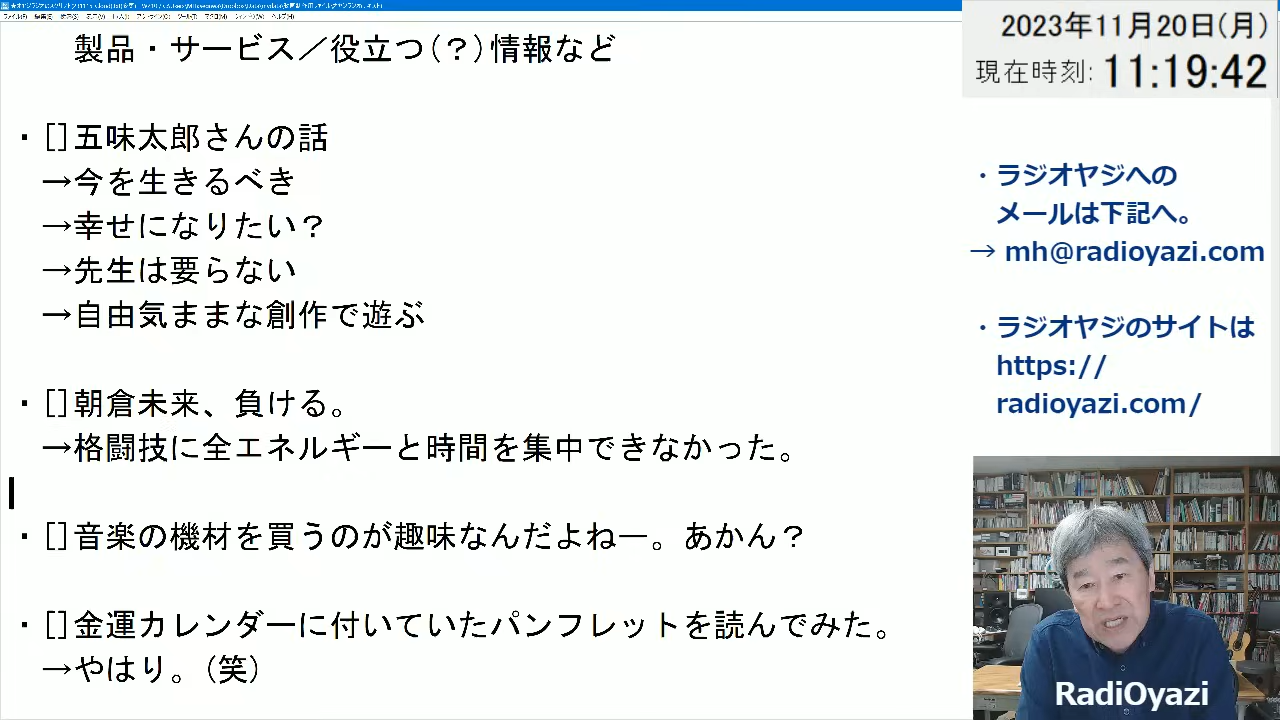 製品・サービス／役立つ(？)情報など
・[]五味太郎さんの話
→今を生きるべき
→幸せになりたい？
→先生は要らない
→自由気ままな創作で遊ぶ
・[]朝倉未来、負ける。
→格闘技に全エネルギーと時間を集中できなかった。
・[]音楽の機材を買うのが趣味なんだよねー。あかん？
・[]金運カレンダーに付いていたパンフレットを読んでみた。
→やはり。(笑)
2023年11月20日(月)
現在時刻: 11:19:42
・ラジオヤジへの
メールは下記へ。
→ mh@radioyazi.com
・ラジオヤジのサイトは
https://
radioyazi.com/
RadiOyazi